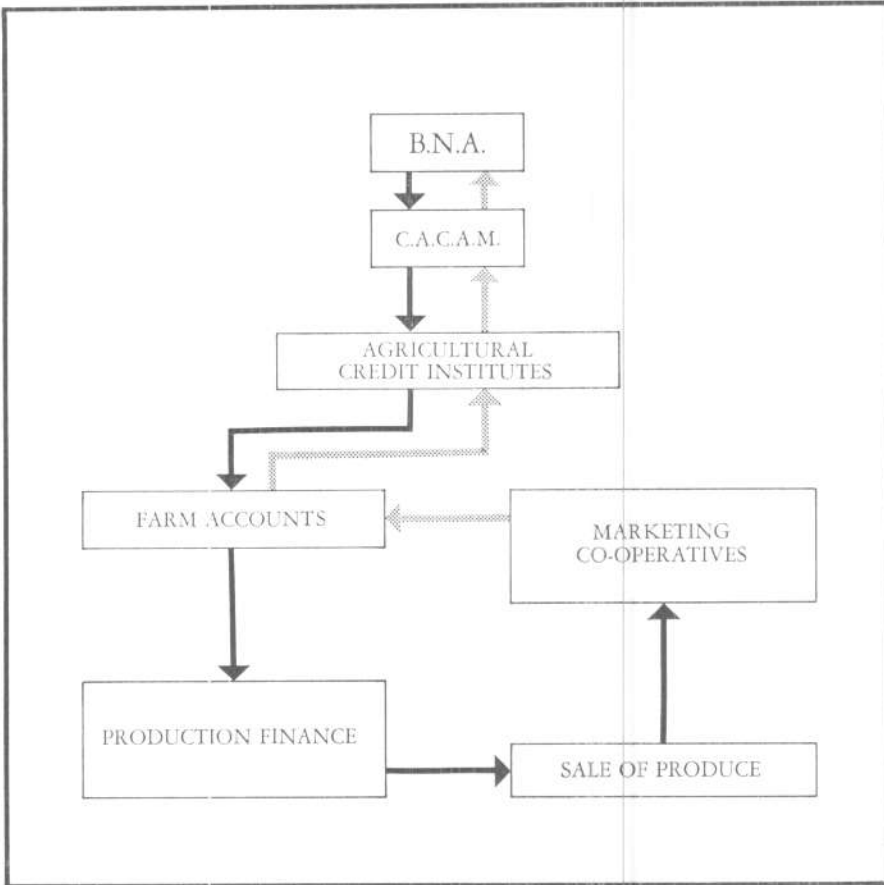 B.N.A.
C.A.C.A.M.
AGRICULTURAL
CREDIT INSTITUTES
FARM ACCOUNTS
MARKETING
CO-OPERATIVES
PRODUCTION FINANCE
SALE OF PRODUCE